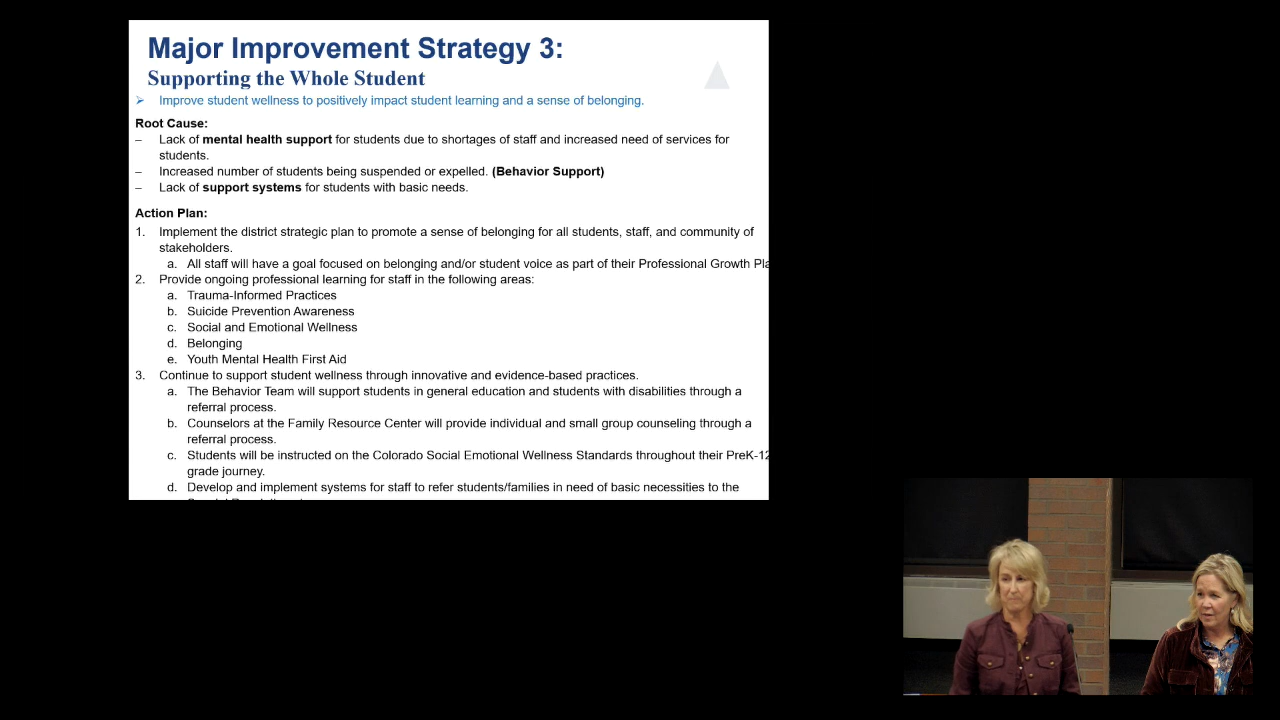 Major Improvement Strategy 3:
Supporting the Whole Student
➢ Improve student wellness to positively impact student learning and a sense of belonging.
Root Cause:
– Lack of mental health support for students due to shortages of staff and increased need of services for
students.
– Increased number of students being suspended or expelled. (Behavior Support)
– Lack of support systems for students with basic needs.
Action Plan:
1. Implement the district strategic plan to promote a sense of belonging for all students, staff, and community of
stakeholders.
a. All staff will have a goal focused on belonging and/or student voice as part of their Professional Growth Pla
2. Provide ongoing professional learning for staff in the following areas:
a. Trauma-Informed Practices
b. Suicide Prevention Awareness
c. Social and Emotional Wellness
d. Belonging
e. Youth Mental Health First Aid
3. Continue to support student wellness through innovative and evidence-based practices.
a. The Behavior Team will support students in general education and students with disabilities through a
referral process.
b. Counselors at the Family Resource Center will provide individual and small group counseling through a
referral process.
c. Students will be instructed on the Colorado Social Emotional Wellness Standards throughout their PreK-12
grade journey.
d. Develop and implement systems for staff to refer students/families in need of basic necessities to the